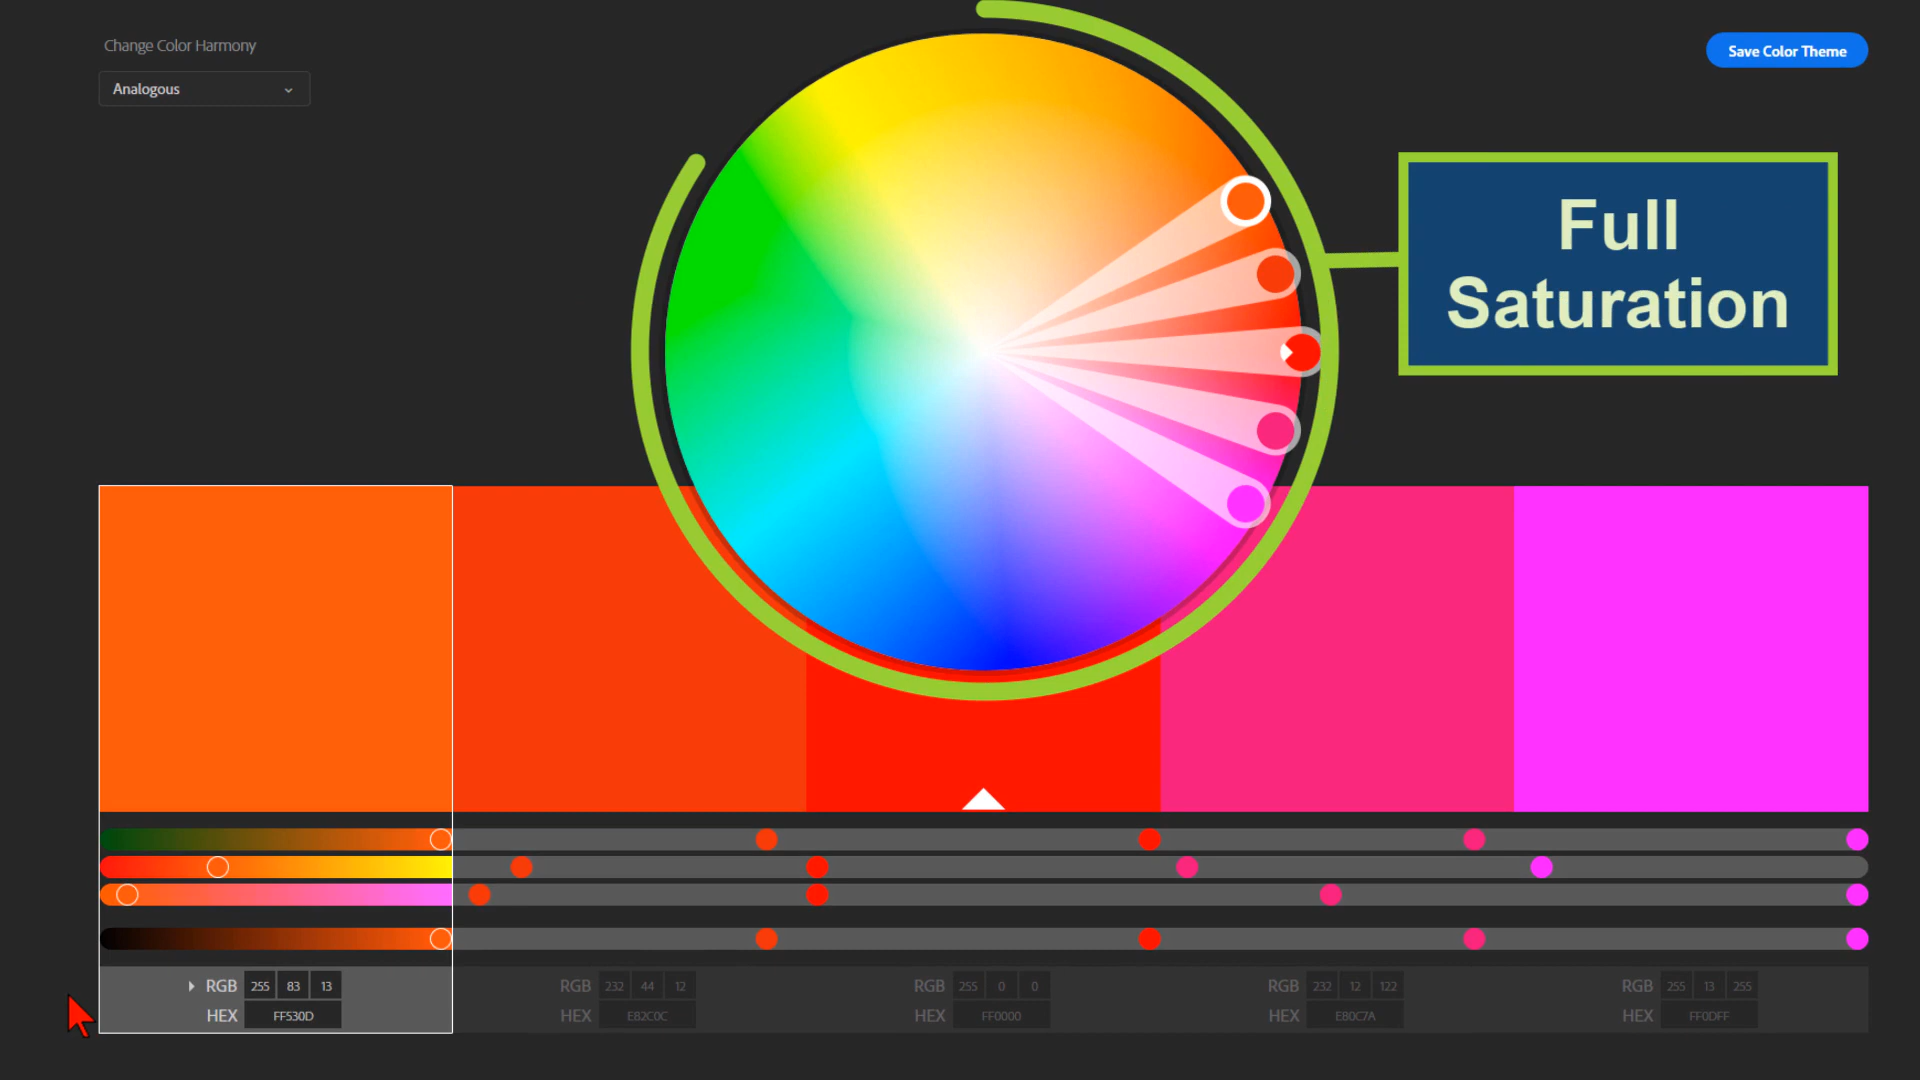 Change Color Harmony
Analogous
Save Color Theme
Full
Saturation
RGB 255 83 13
HEX FF530D
RGB 232 44 12
HEX E82C0C
RGB 255 0 0
HEX FF0000
RGB 232 12 122
HEX E80C7A
RGB 255 13 255
HEX FF0DFF